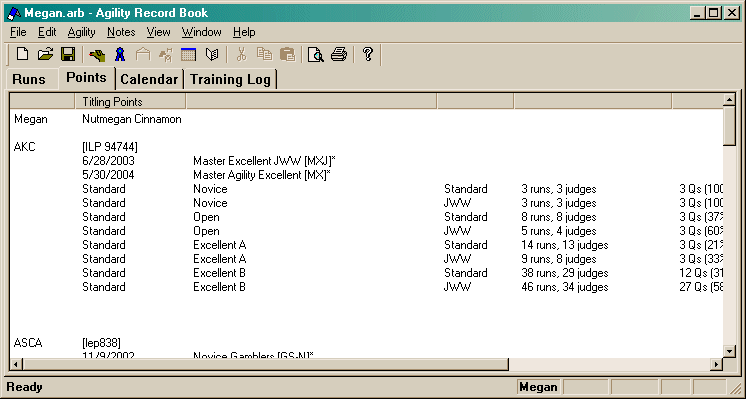 Megan.arb - Agility Record Book
File Edit Agility Notes View Window Help
Runs Points Calendar Training Log
Titling Points
Megan Nutmegan Cinnamon
AKC [ILP 94744]
6/28/2003 Master Excellent JWW [MXJ]*
5/30/2004 Master Agility Excellent [MX]*
Standard Novice Standard 3 runs, 3 judges 3 Qs (100
Standard Novice JWW 3 runs, 3 judges 3 Qs (100
Standard Open Standard 8 runs, 8 judges 3 Qs (37%
Standard Open JWW 5 runs, 4 judges 3 Qs (60%
Standard Excellent A Standard 14 runs, 13 judges 3 Qs (21%
Standard Excellent A JWW 9 runs, 8 judges 3 Qs (33%
Standard Excellent B Standard 38 runs, 29 judges 12 Qs (31
Standard Excellent B JWW 46 runs, 34 judges 27 Qs (58
ASCA [lep838]
11/9/2002 Novice Gamblers [GS-N]*
Ready Megan